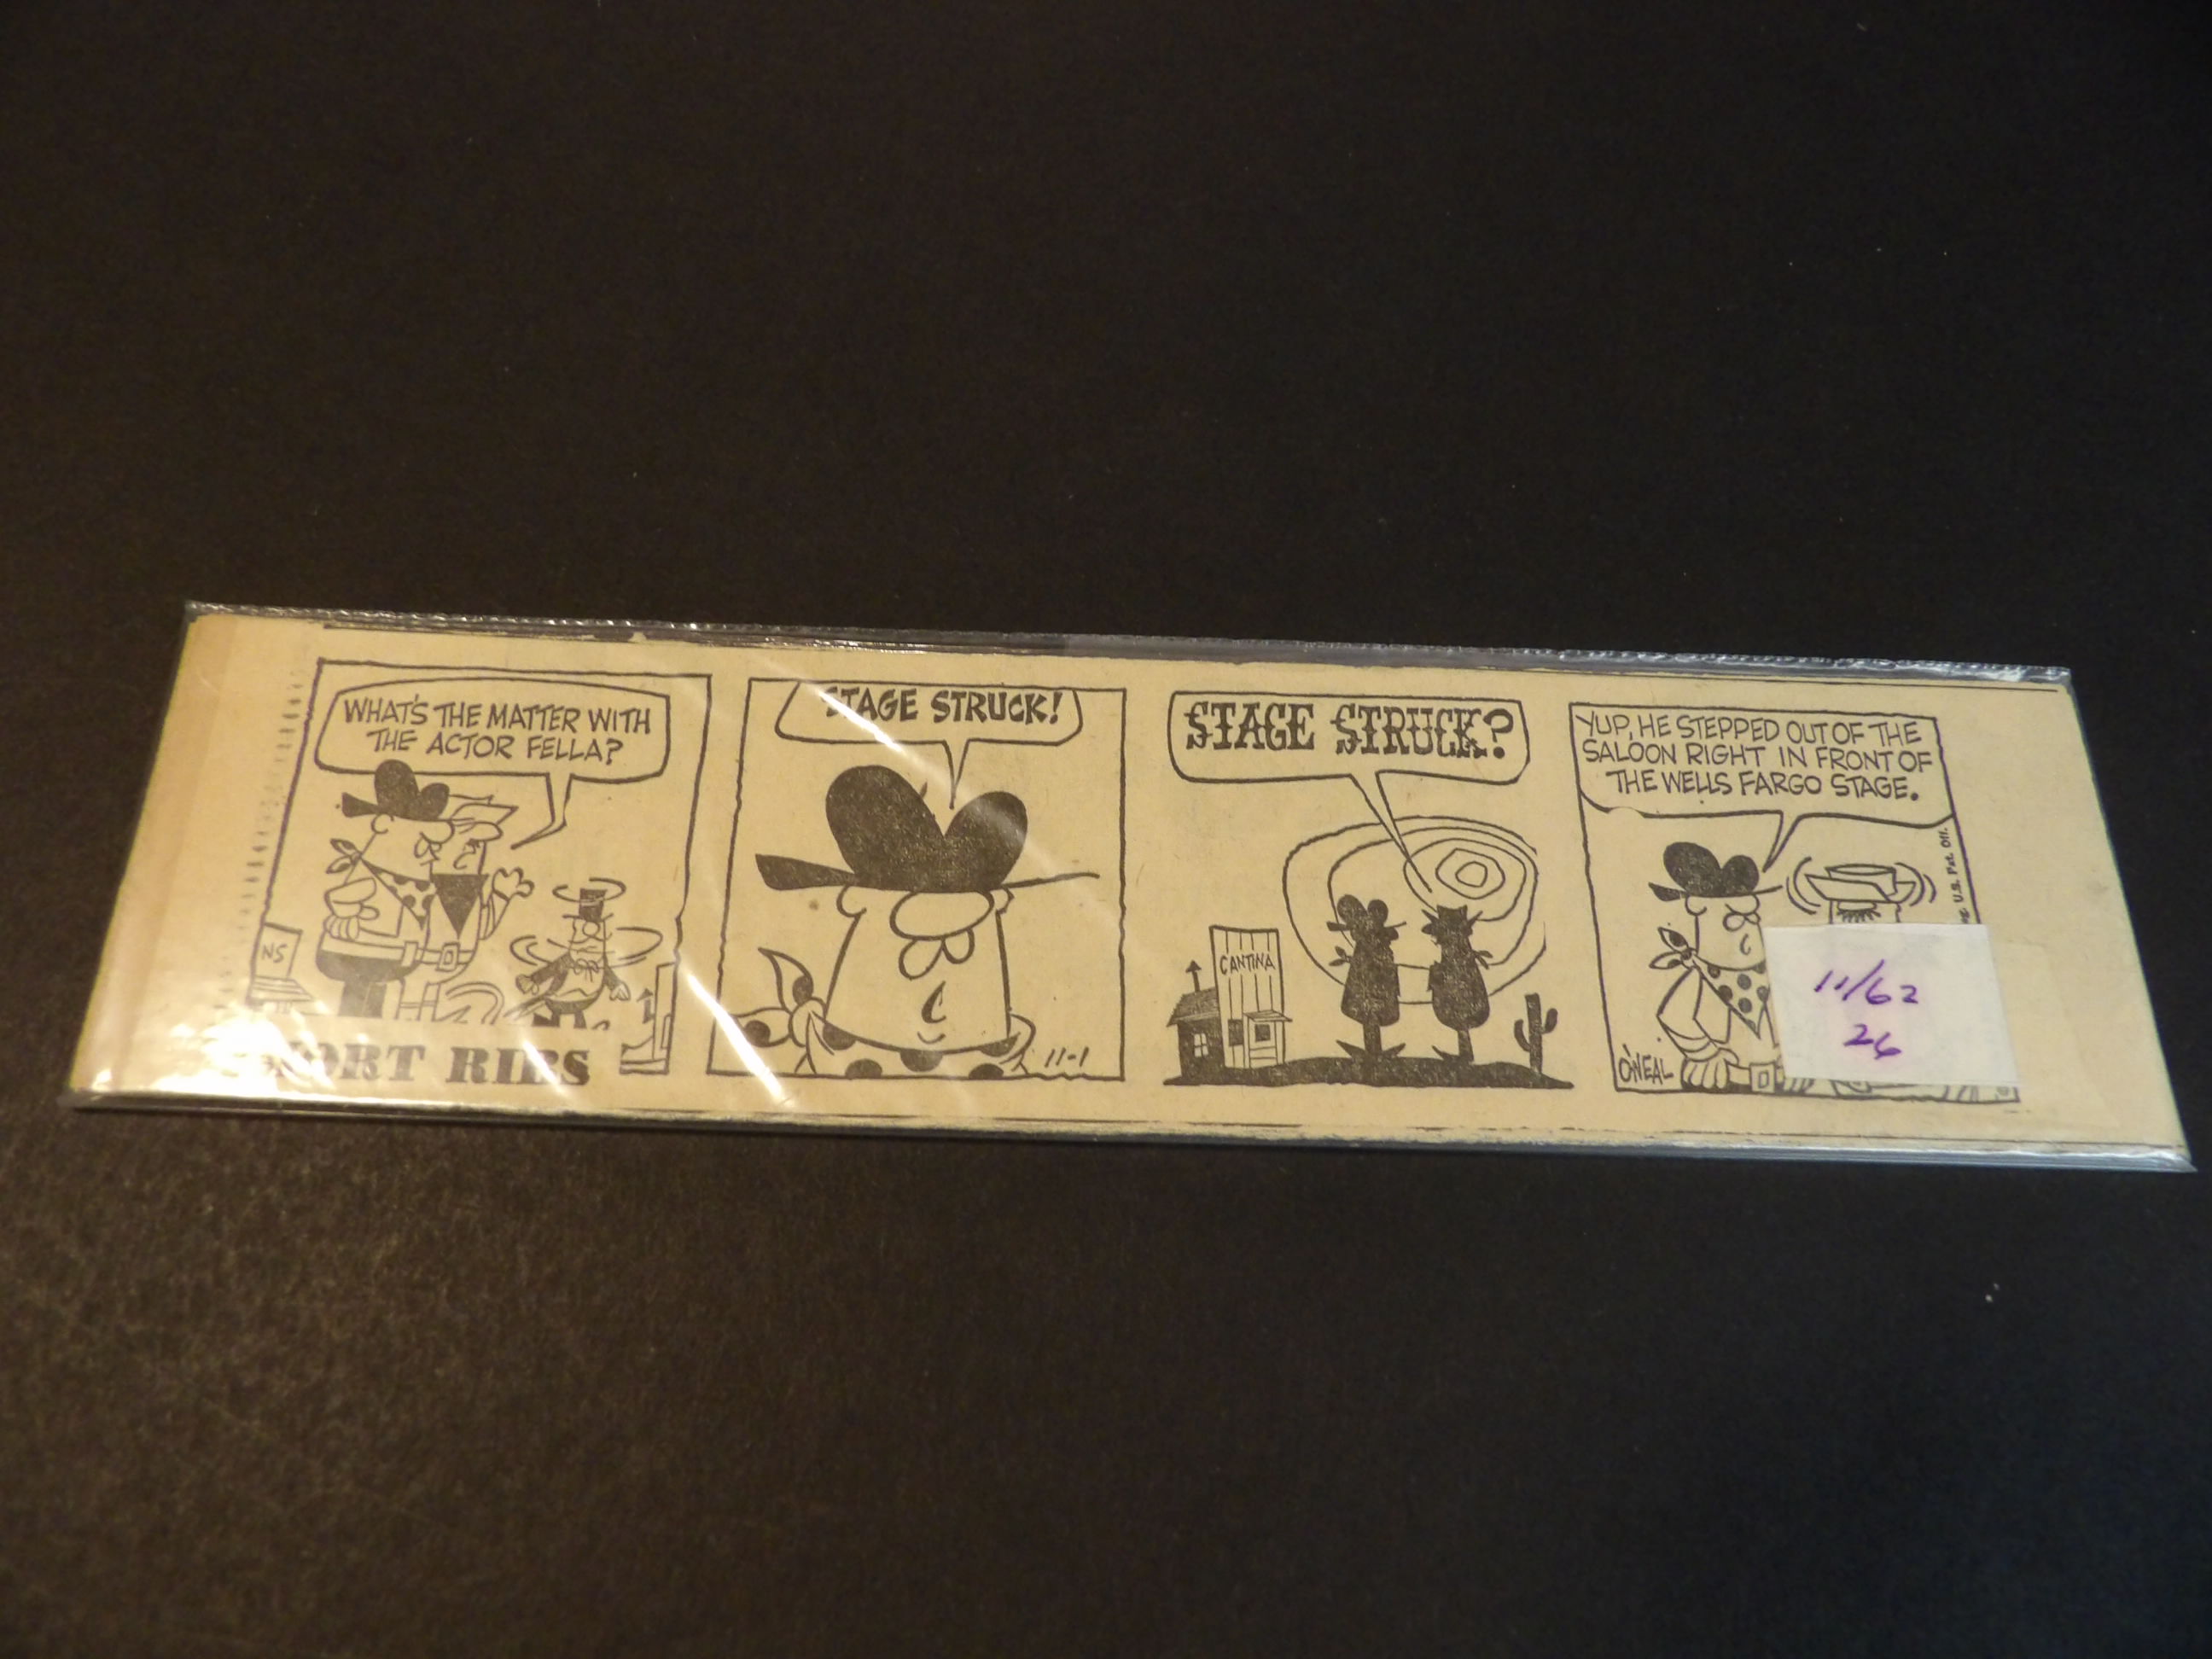 WHAT'S THE MATTER WITH
THE ACTOR FELLA?
NS
SHORT RIBS
STAGE STRUCK!
11-1
STAGE STRUCK?
CANTINA
YUP, HE STEPPED OUT OF THE
SALOON RIGHT IN FRONT OF
THE WELLS FARGO STAGE.
U.S. Pat. Off.
O'NEAL
11/62
26